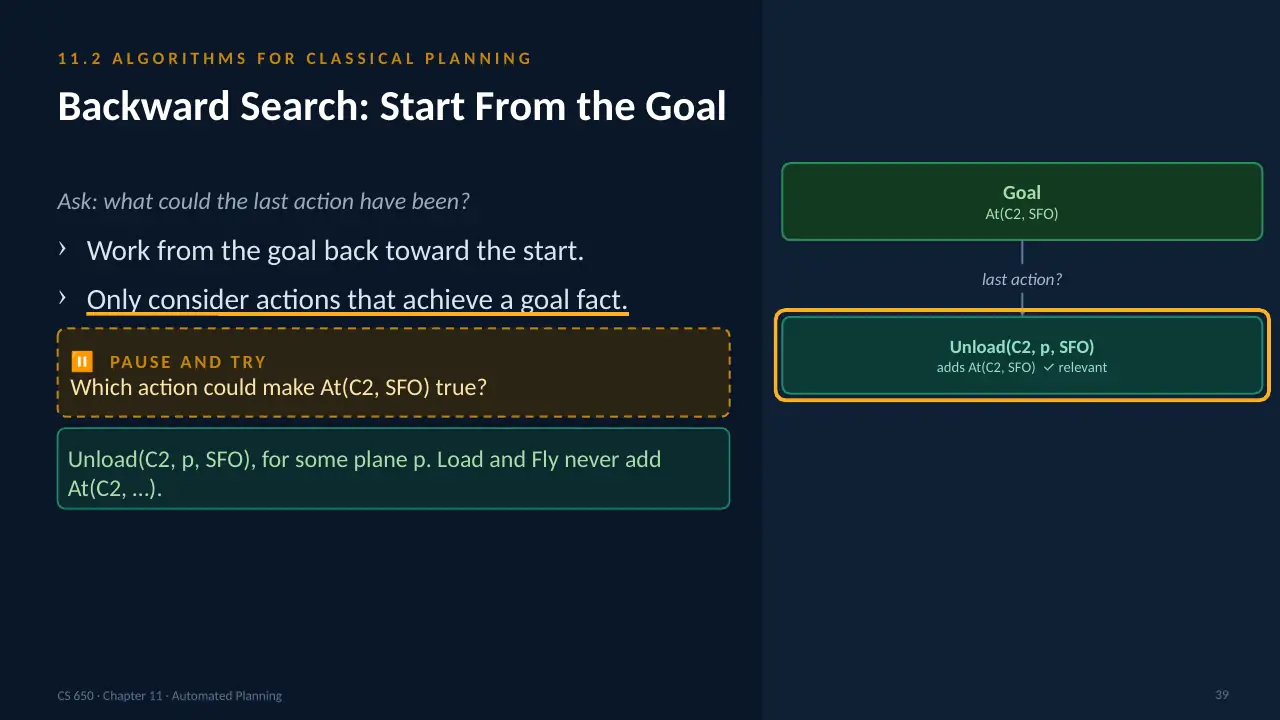 11.2 ALGORITHMS FOR CLASSICAL PLANNING
Backward Search: Start From the Goal
Ask: what could the last action have been?
› Work from the goal back toward the start.
› Only consider actions that achieve a goal fact.
⏸ PAUSE AND TRY
Which action could make At(C2, SFO) true?
Unload(C2, p, SFO), for some plane p. Load and Fly never add
At(C2, …).
Goal
At(C2, SFO)
last action?
Unload(C2, p, SFO)
adds At(C2, SFO) ✓ relevant
CS 650 · Chapter 11 · Automated Planning
39